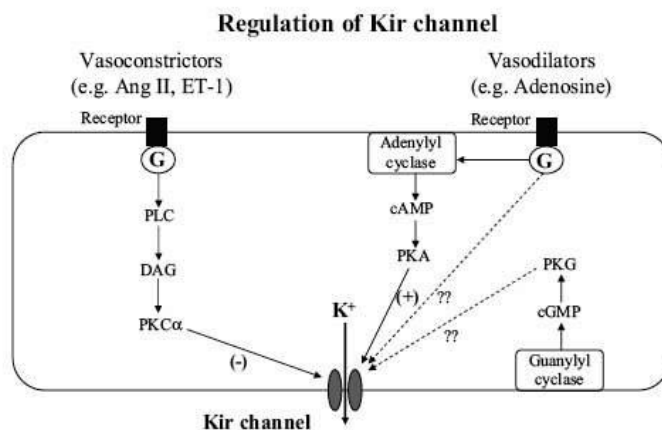 Regulation of Kir channel
Vasoconstrictors
(e.g. Ang II, ET-1)
Vasodilators
(e.g. Adenosine)
Receptor
Receptor
G
Adenylyl
cyclase
G
PLC
cAMP
DAG
PKA
PKG
(+)
??
K+
cGMP
PKCα
??
(-)
Guanylyl
cyclase
Kir channel